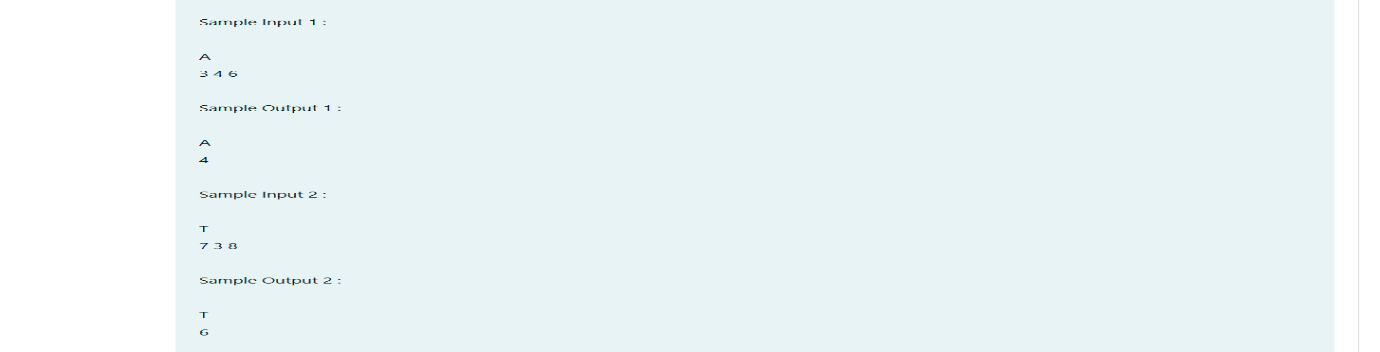 Sample Input 1 :
A
3 4 6
Sample Output 1 :
A
4
Sample Input 2 :
T
7 3 8
Sample Output 2 :
T
6